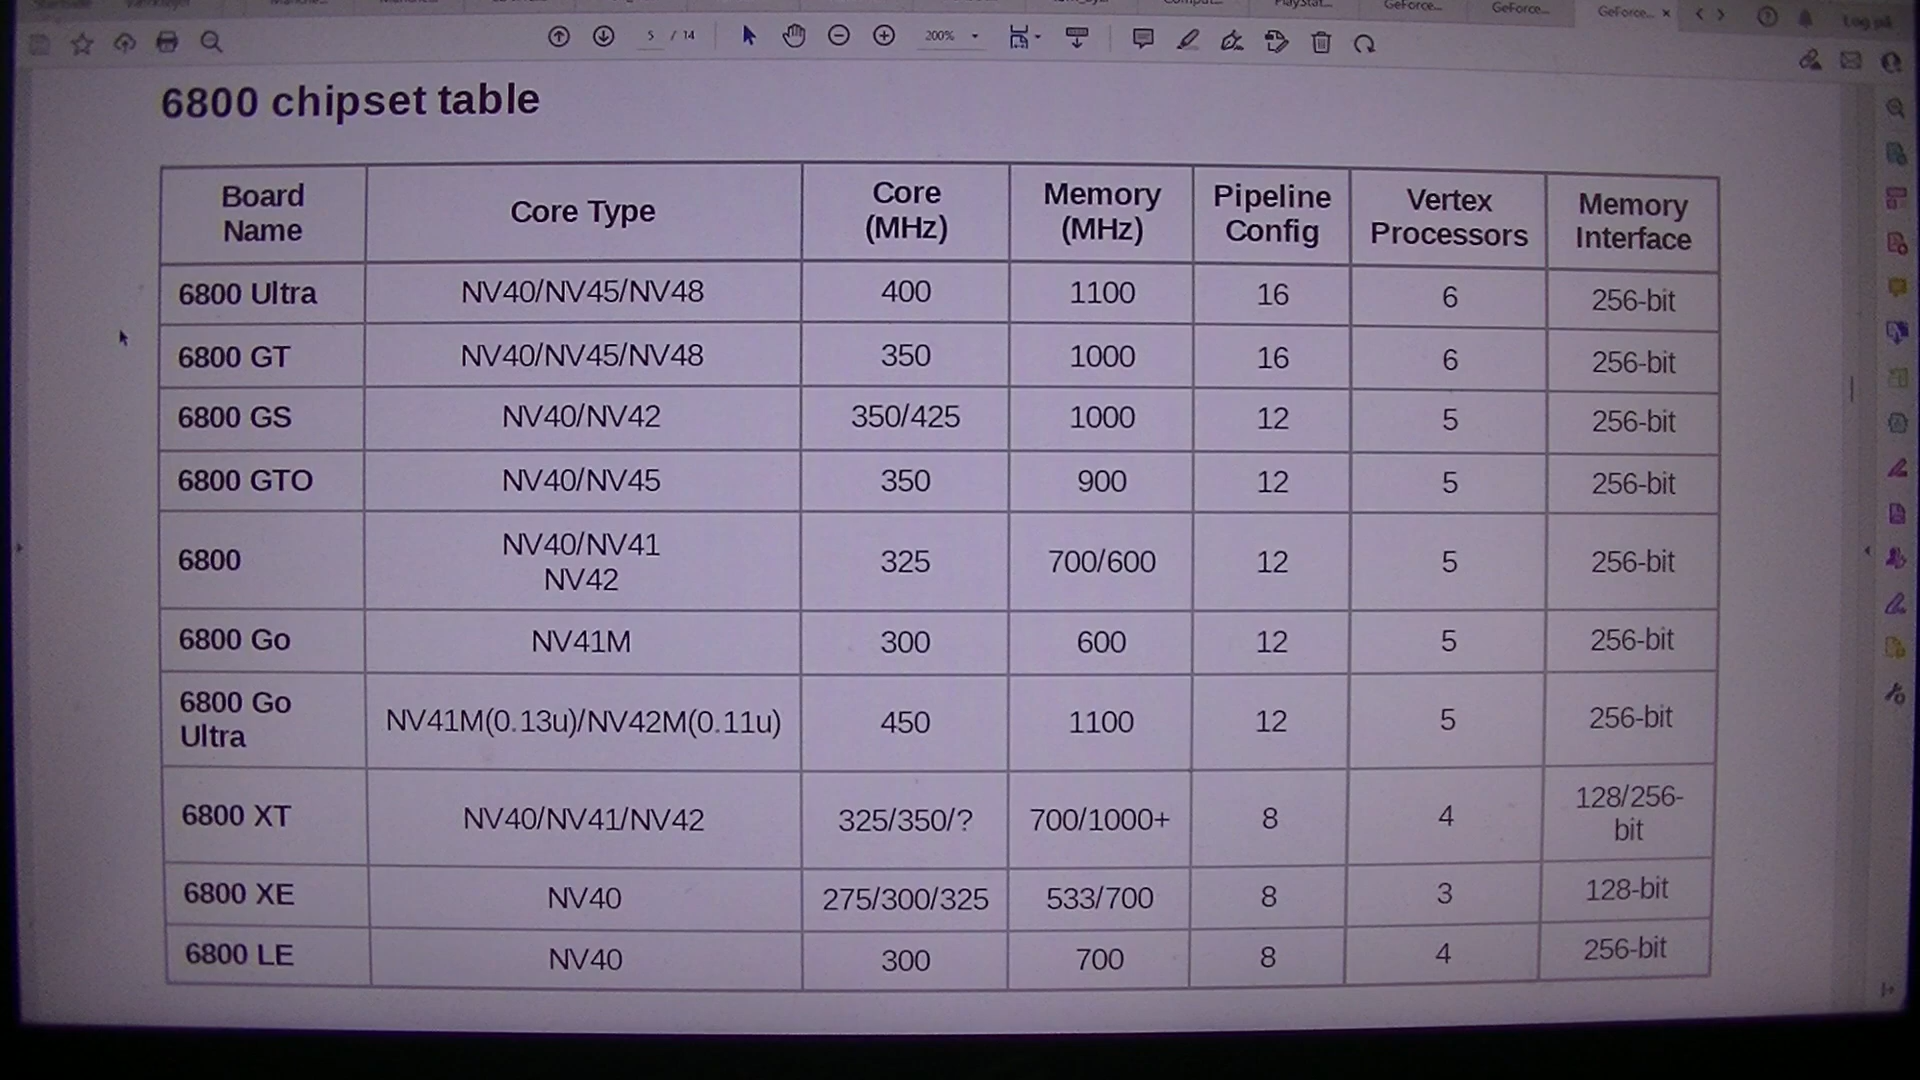 GeForce...
GeForce...
GeForce...
5 / 14
200%
6800 chipset table
Board Name	Core Type	Core (MHz)	Memory (MHz)	Pipeline Config	Vertex Processors	Memory Interface
6800 Ultra	NV40/NV45/NV48	400	1100	16	6	256-bit
6800 GT	NV40/NV45/NV48	350	1000	16	6	256-bit
6800 GS	NV40/NV42	350/425	1000	12	5	256-bit
6800 GTO	NV40/NV45	350	900	12	5	256-bit
6800	NV40/NV41 NV42	325	700/600	12	5	256-bit
6800 Go	NV41M	300	600	12	5	256-bit
6800 Go Ultra	NV41M(0.13u)/NV42M(0.11u)	450	1100	12	5	256-bit
6800 XT	NV40/NV41/NV42	325/350/?	700/1000+	8	4	128/256-bit
6800 XE	NV40	275/300/325	533/700	8	3	128-bit
6800 LE	NV40	300	700	8	4	256-bit